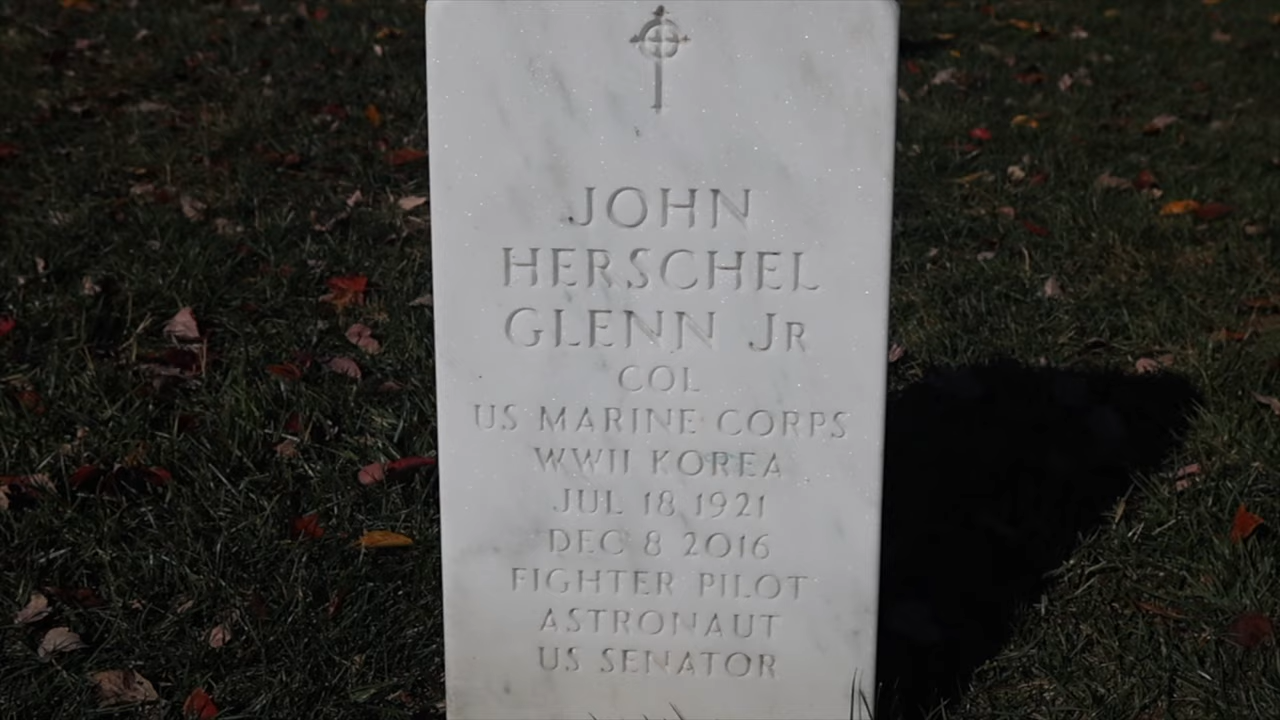 JOHN
HERSCHEL
GLENN JR
COL
US MARINE CORPS
WWII KOREA
JUL 18 1921
DEC 8 2016
FIGHTER PILOT
ASTRONAUT
US SENATOR